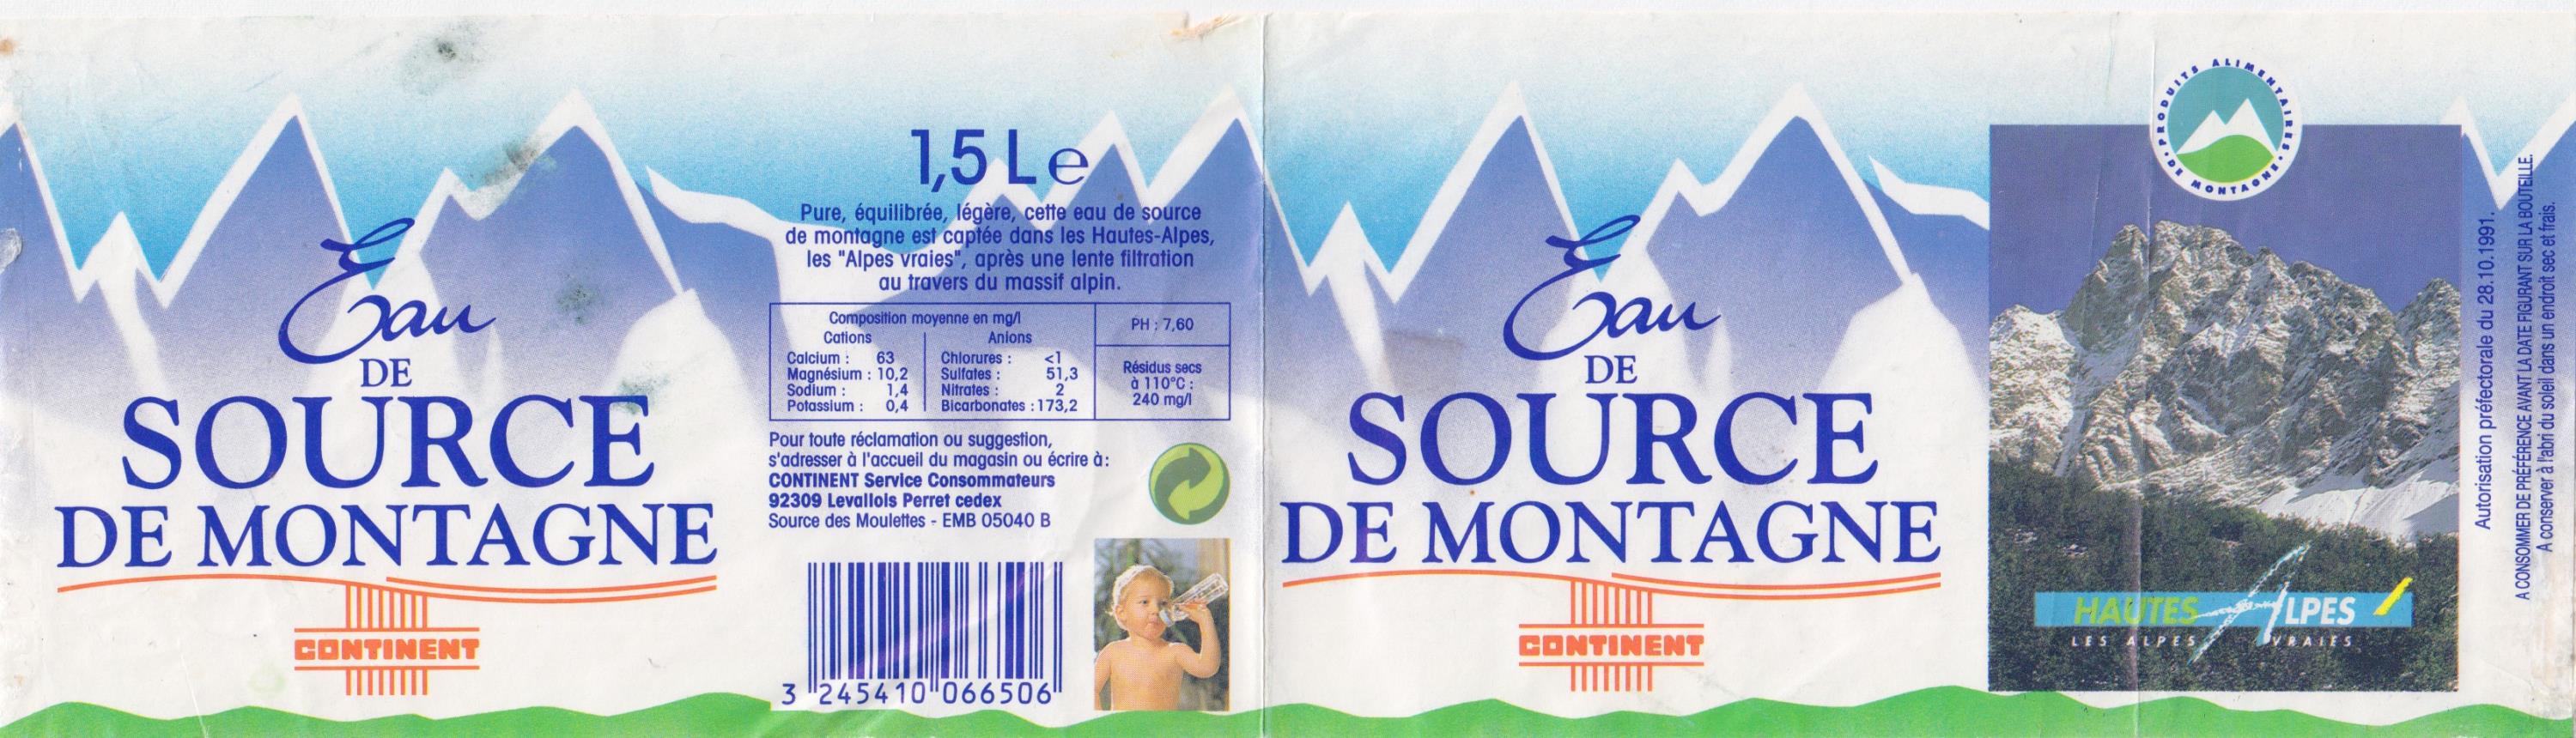 Eau
DE
SOURCE
DE MONTAGNE
CONTINENT
1,5 L e
Pure, équilibrée, légère, cette eau de source
de montagne est captée dans les Hautes-Alpes,
les "Alpes vraies", après une lente filtration
au travers du massif alpin.
Composition moyenne en mg/l
Cations Anions
Calcium : 63 Chlorures : <1
Magnésium : 10,2 Sulfates : 51,3
Sodium : 1,4 Nitrates : 2
Potassium : 0,4 Bicarbonates : 173,2
PH : 7,60
Résidus secs
à 110°C :
240 mg/l
Pour toute réclamation ou suggestion,
s'adresser à l'accueil du magasin ou écrire à :
CONTINENT Service Consommateurs
92309 Levallois Perret cedex
Source des Moulettes - EMB 05040 B
3 245410 066506
Eau
DE
SOURCE
DE MONTAGNE
CONTINENT
• PRODUITS ALIMENTAIRES •
DE MONTAGNE
HAUTES ALPES
LES ALPES VRAIES
Autorisation préfectorale du 28.10.1991.
A CONSOMMER DE PRÉFÉRENCE AVANT LA DATE FIGURANT SUR LA BOUTEILLE.
A conserver à l'abri du soleil dans un endroit sec et frais.